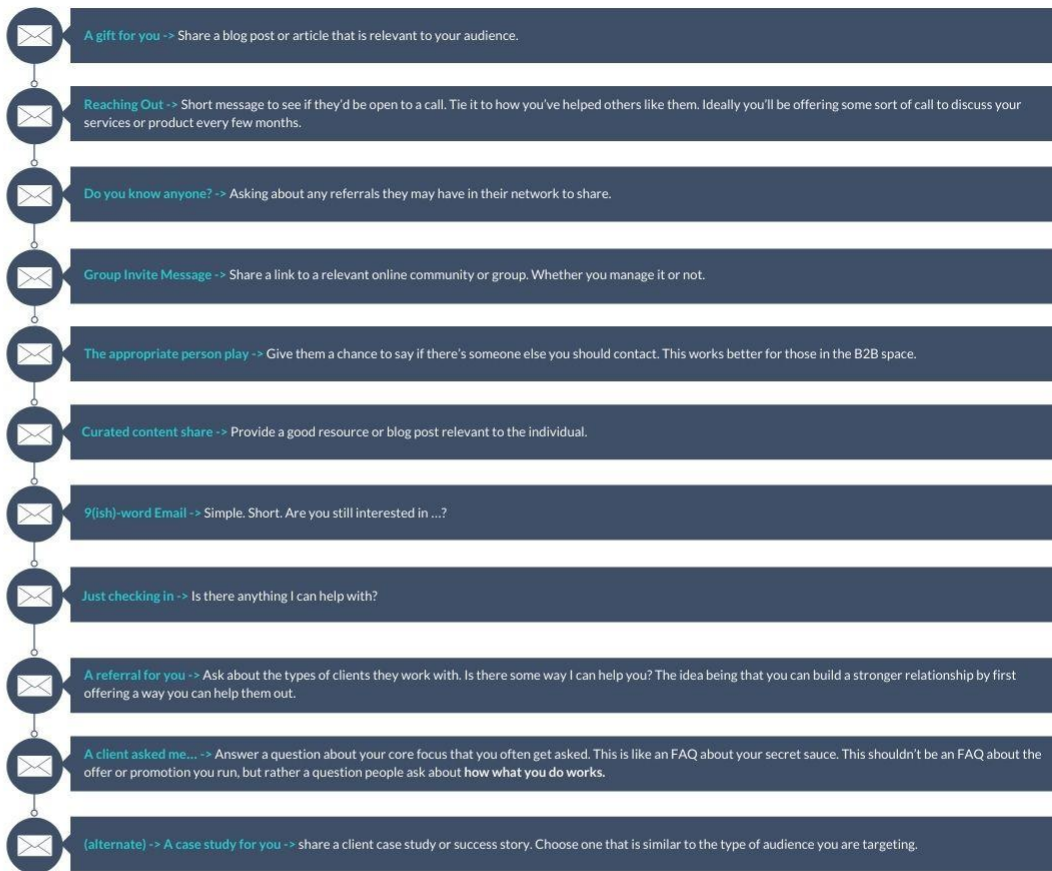 A gift for you -> Share a blog post or article that is relevant to your audience.
Reaching Out -> Short message to see if they'd be open to a call. Tie it to how you've helped others like them. Ideally you'll be offering some sort of call to discuss your
services or product every few months.
Do you know anyone? -> Asking about any referrals they may have in their network to share.
Group Invite Message -> Share a link to a relevant online community or group. Whether you manage it or not.
The appropriate person play -> Give them a chance to say if there's someone else you should contact. This works better for those in the B2B space.
Curated content share -> Provide a good resource or blog post relevant to the individual.
9(ish)-word Email -> Simple. Short. Are you still interested in ...?
Just checking in -> Is there anything I can help with?
A referral for you -> Ask about the types of clients they work with. Is there some way I can help you? The idea being that you can build a stronger relationship by first
offering a way you can help them out.
A client asked me... -> Answer a question about your core focus that you often get asked. This is like an FAQ about your secret sauce. This shouldn't be an FAQ about the
offer or promotion you run, but rather a question people ask about how what you do works.
(alternate) -> A case study for you -> share a client case study or success story. Choose one that is similar to the type of audience you are targeting.